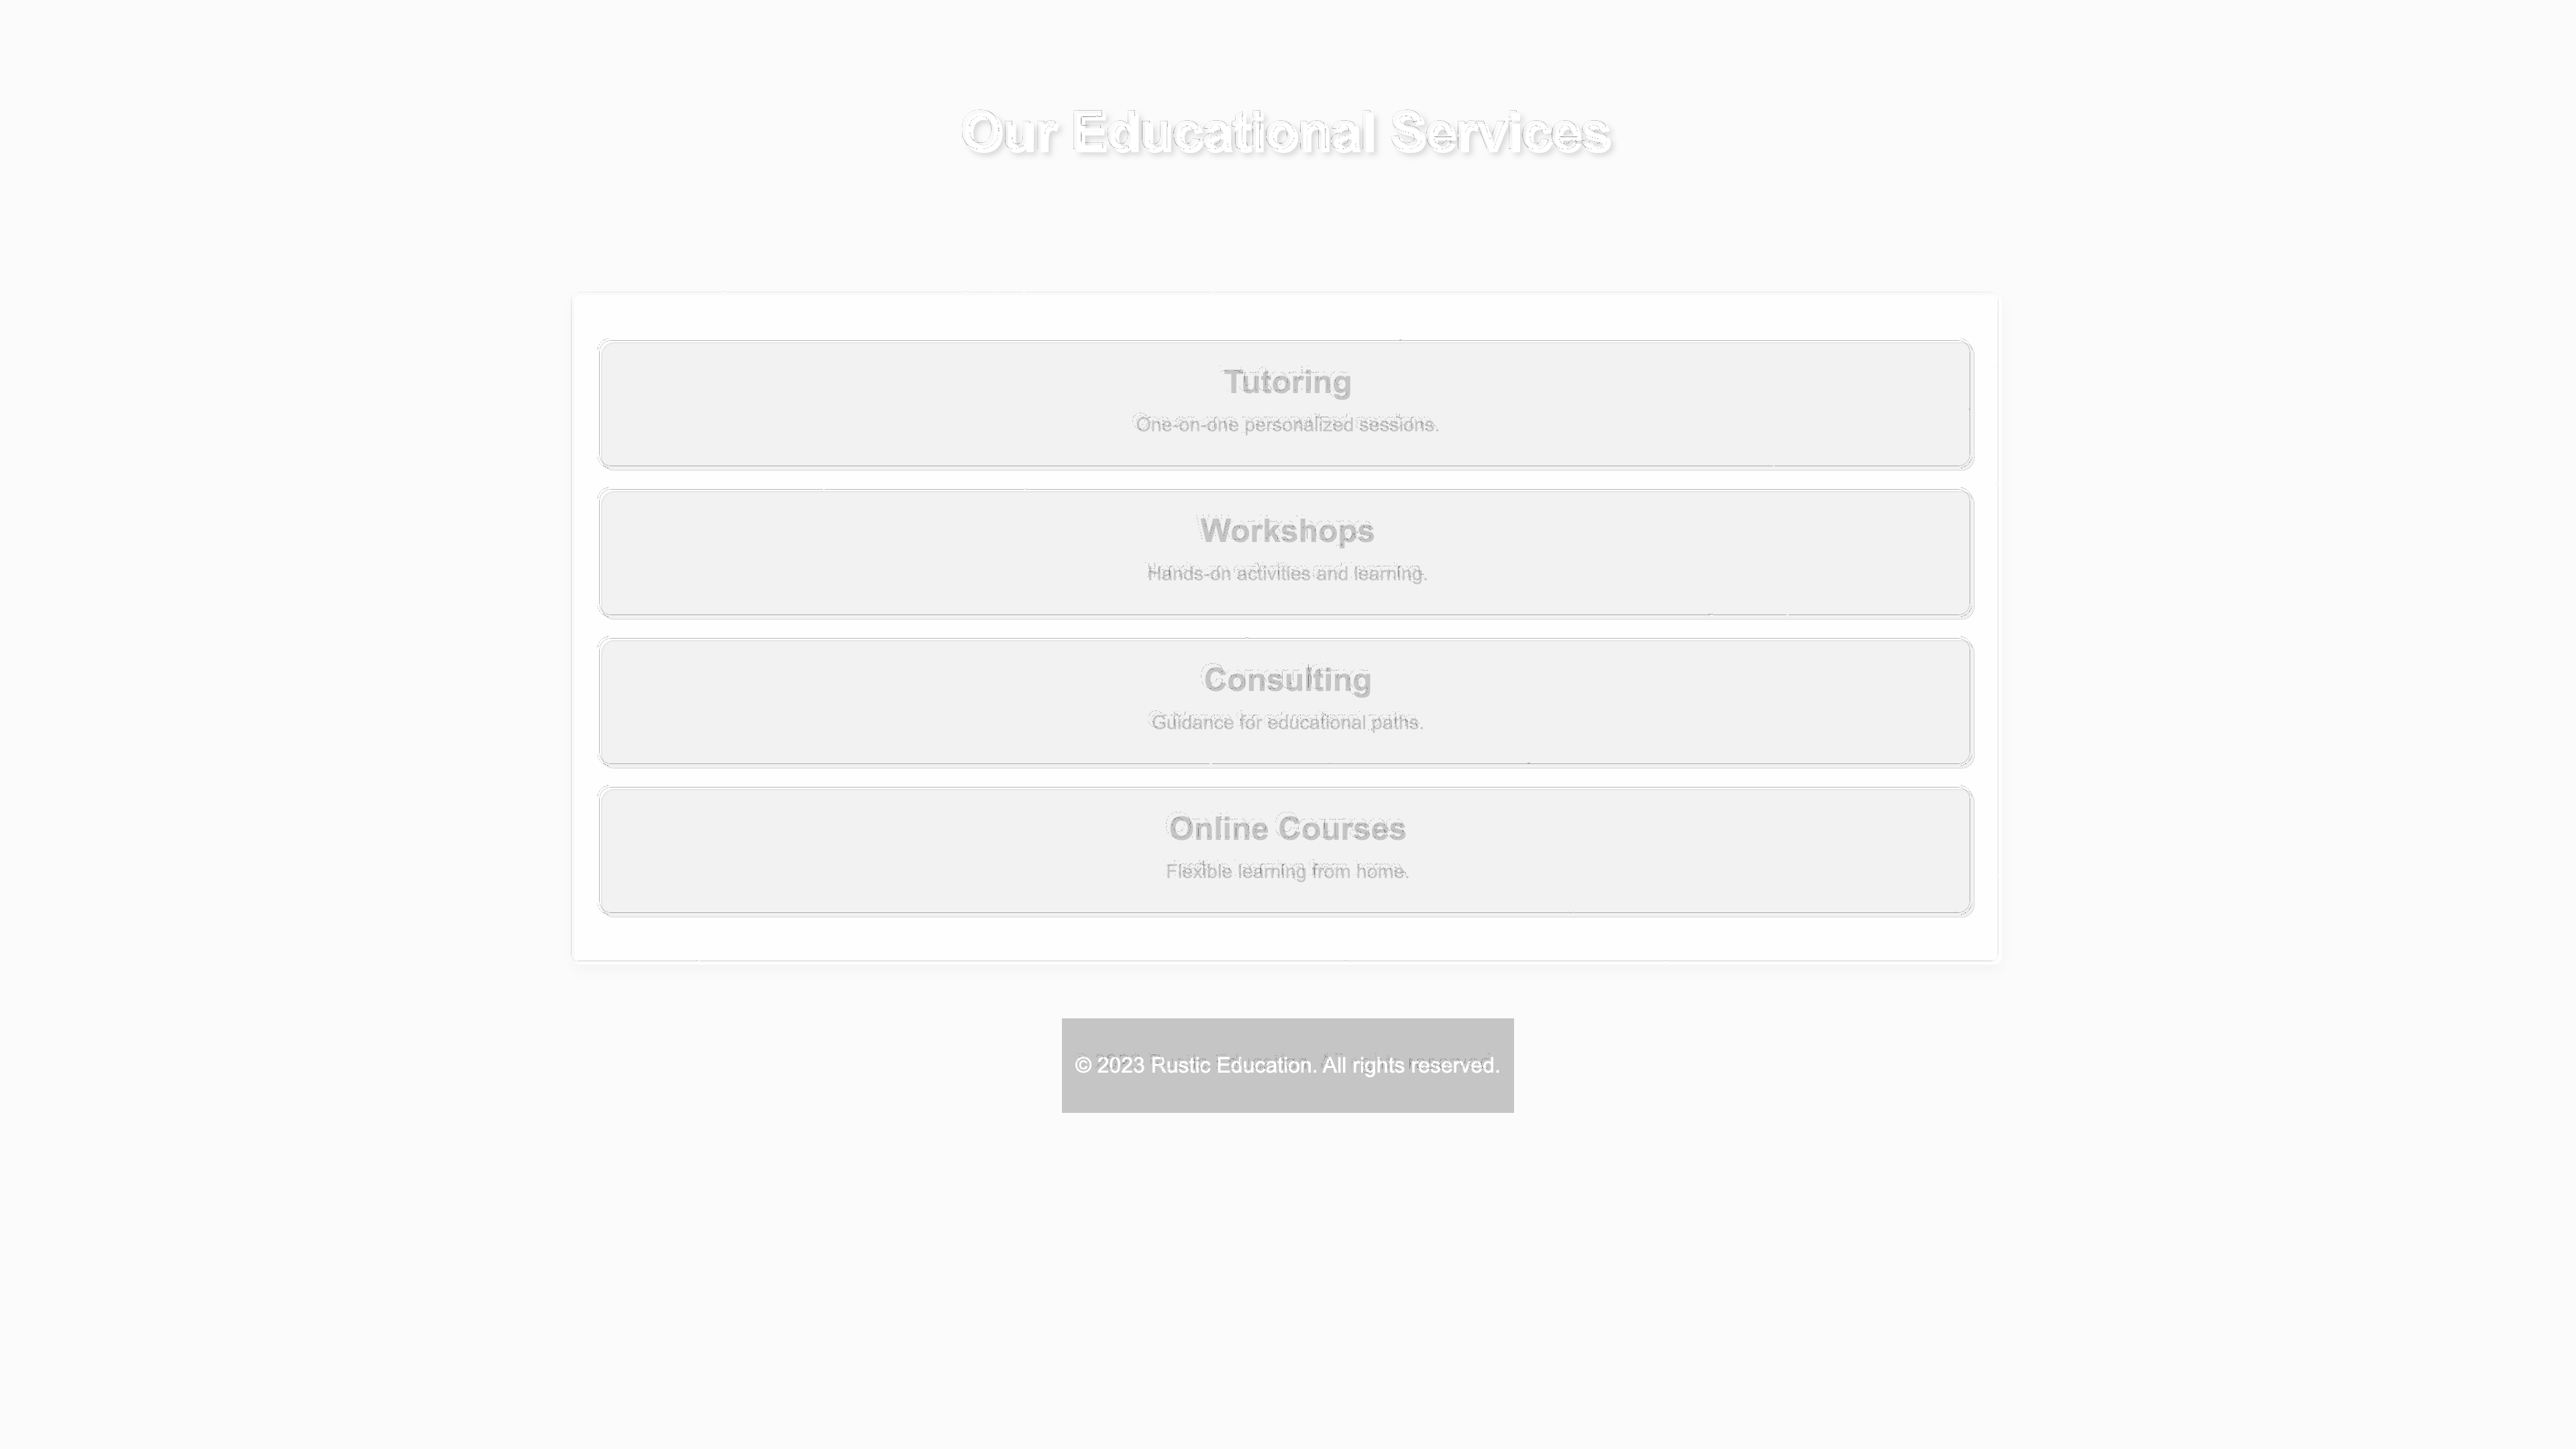 Our Educational Services
Tutoring
One-on-one personalized sessions.
Workshops
Hands-on activities and learning.
Consulting
Guidance for educational paths.
Online Courses
Flexible learning from home.
© 2023 Rustic Education. All rights reserved.